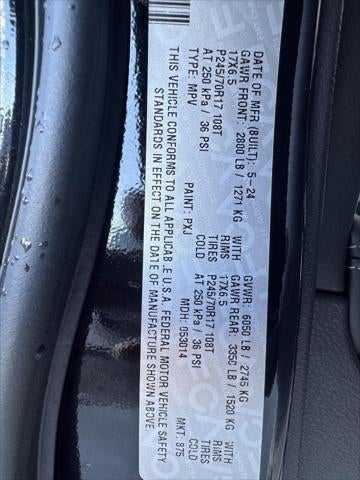 DATE OF MFR (BUILT): 5-24 GVWR: 6050 LB / 2745 KG
GAWR FRONT: 2800 LB / 1271 KG WITH GAWR REAR: 3350 LB / 1520 KG WITH
17X6.5 RIMS 17X6.5 RIMS
P245/70R17 108T TIRES P245/70R17 108T TIRES
AT 250 kPa / 36 PSI COLD AT 250 kPa / 36 PSI COLD
TYPE: MPV PAINT: PXJ MDH: 053014 MKT: 875
THIS VEHICLE CONFORMS TO ALL APPLICABLE U.S.A. FEDERAL MOTOR VEHICLE SAFETY
STANDARDS IN EFFECT ON THE DATE OF MANUFACTURE SHOWN ABOVE.